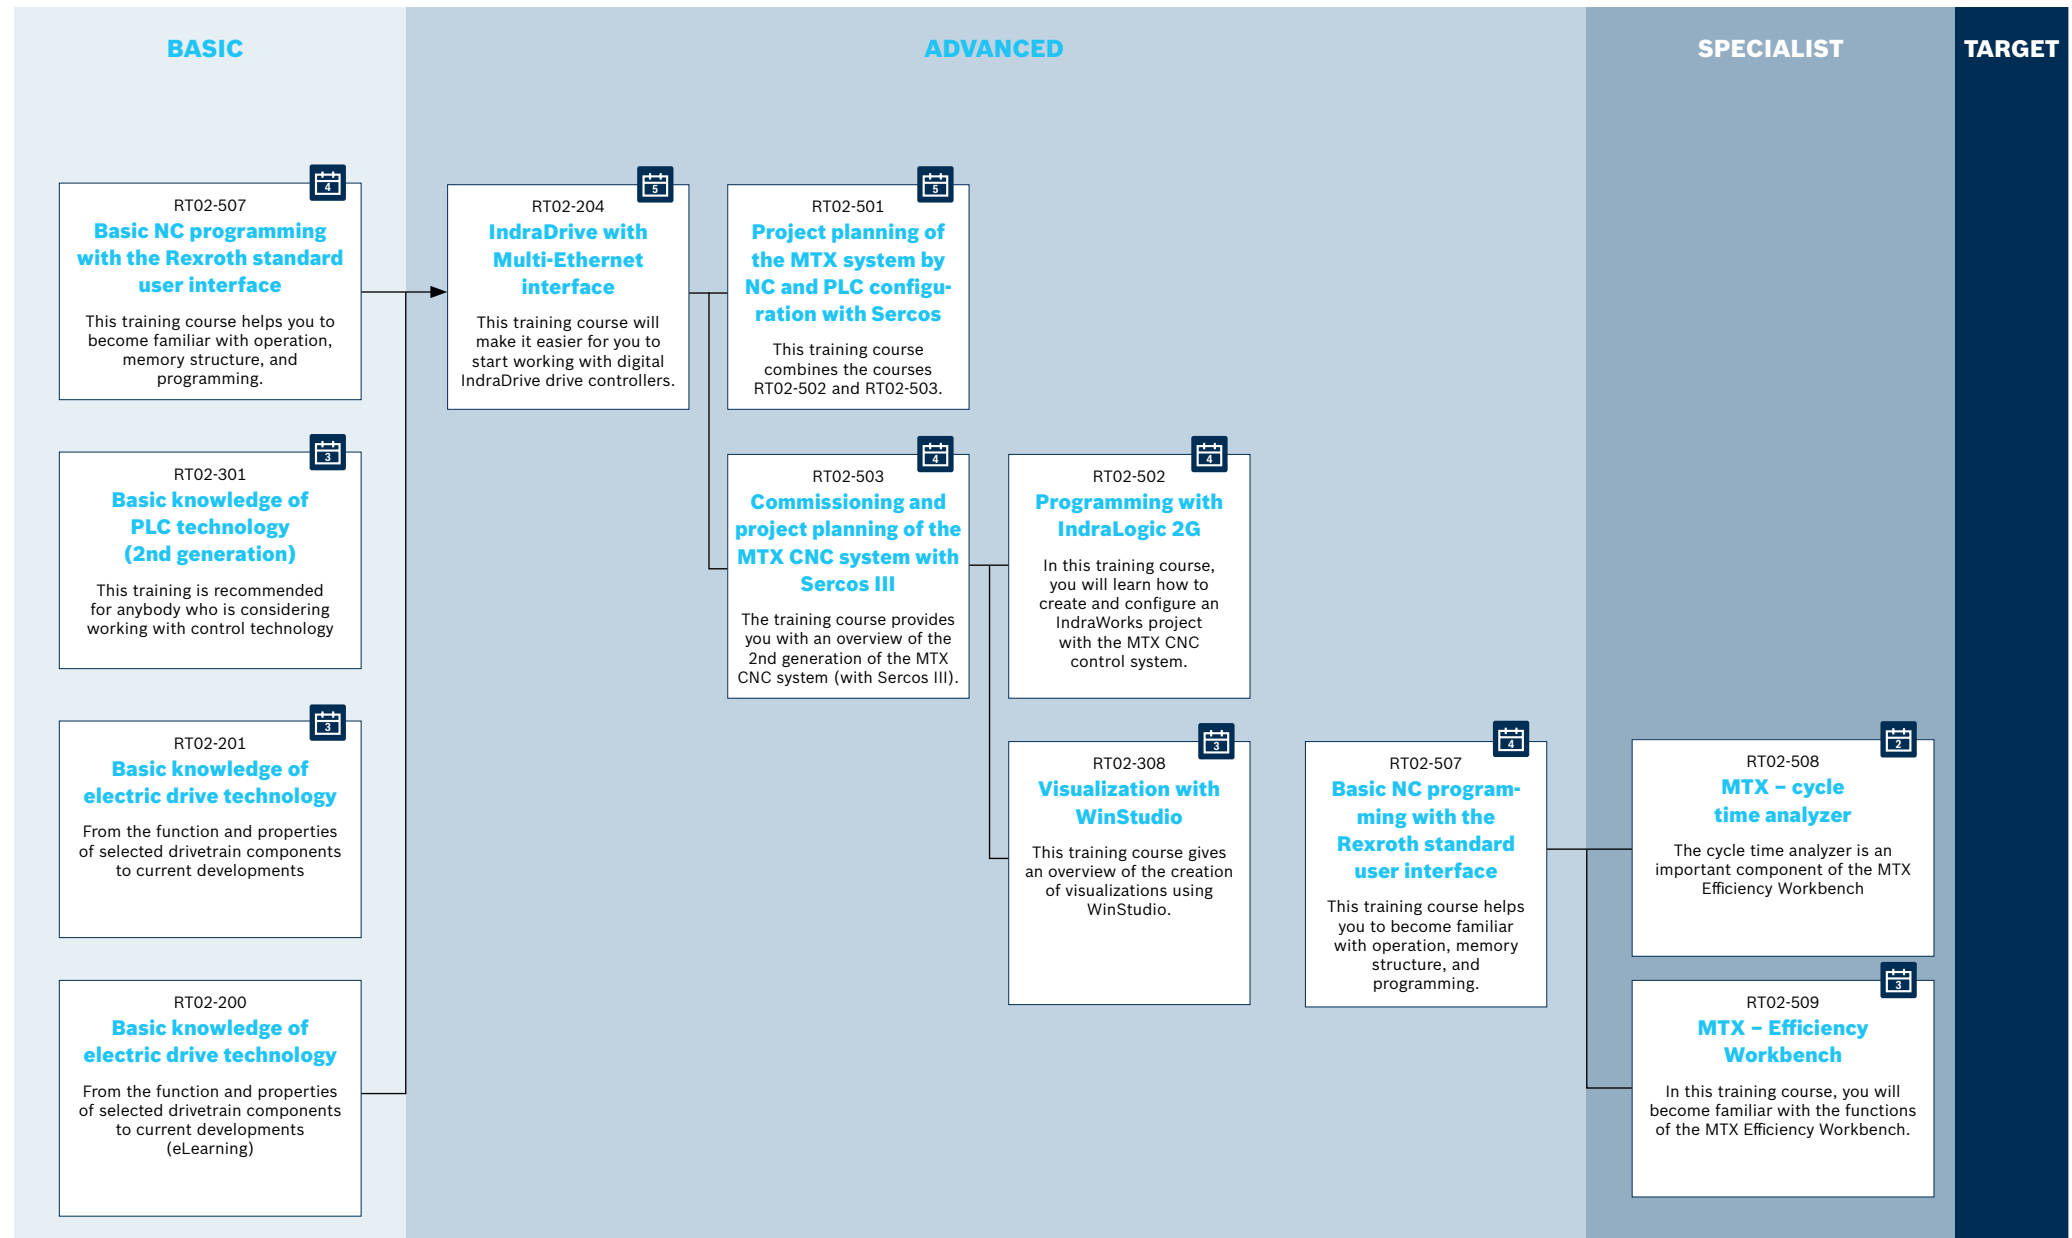 BASIC
ADVANCED
SPECIALIST
TARGET
4
RT02-507
Basic NC programming
with the Rexroth standard
user interface
This training course helps you to
become familiar with operation,
memory structure, and
programming.
3
RT02-301
Basic knowledge of
PLC technology
(2nd generation)
This training is recommended
for anybody who is considering
working with control technology
3
RT02-201
Basic knowledge of
electric drive technology
From the function and properties
of selected drivetrain components
to current developments
RT02-200
Basic knowledge of
electric drive technology
From the function and properties
of selected drivetrain components
to current developments
(eLearning)
5
RT02-204
IndraDrive with
Multi-Ethernet
interface
This training course will
make it easier for you to
start working with digital
IndraDrive drive controllers.
5
RT02-501
Project planning of
the MTX system by
NC and PLC configu-
ration with Sercos
This training course
combines the courses
RT02-502 and RT02-503.
4
RT02-503
Commissioning and
project planning of the
MTX CNC system with
Sercos III
The training course provides
you with an overview of the
2nd generation of the MTX
CNC system (with Sercos III).
4
RT02-502
Programming with
IndraLogic 2G
In this training course,
you will learn how to
create and configure an
IndraWorks project
with the MTX CNC
control system.
3
RT02-308
Visualization with
WinStudio
This training course gives
an overview of the creation
of visualizations using
WinStudio.
4
RT02-507
Basic NC program-
ming with the
Rexroth standard
user interface
This training course helps
you to become familiar
with operation, memory
structure, and
programming.
2
RT02-508
MTX – cycle
time analyzer
The cycle time analyzer is an
important component of the MTX
Efficiency Workbench
3
RT02-509
MTX – Efficiency
Workbench
In this training course, you will
become familiar with the functions
of the MTX Efficiency Workbench.